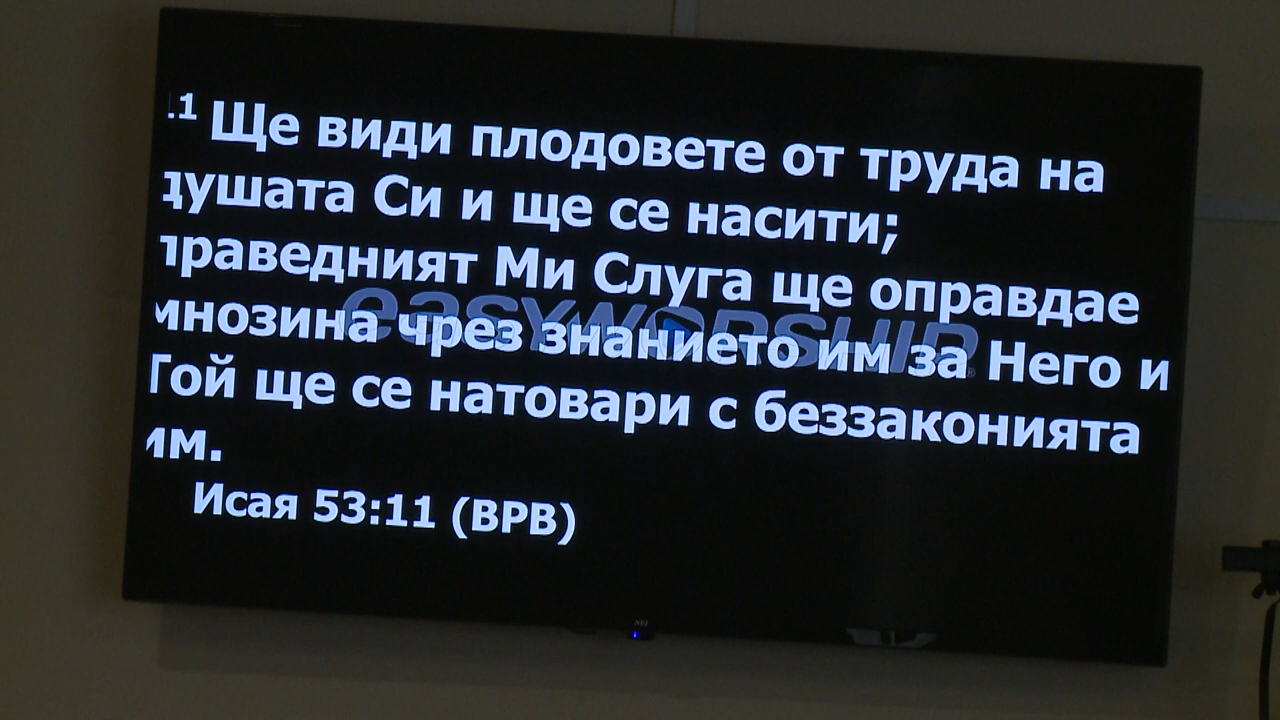 11 Ще види плодовете от труда на
душата Си и ще се насити;
праведният Ми Слуга ще оправдае
мнозина чрез знанието им за Него и
Той ще се натовари с беззаконията
им.
Исая 53:11 (ВРВ)
easyworship